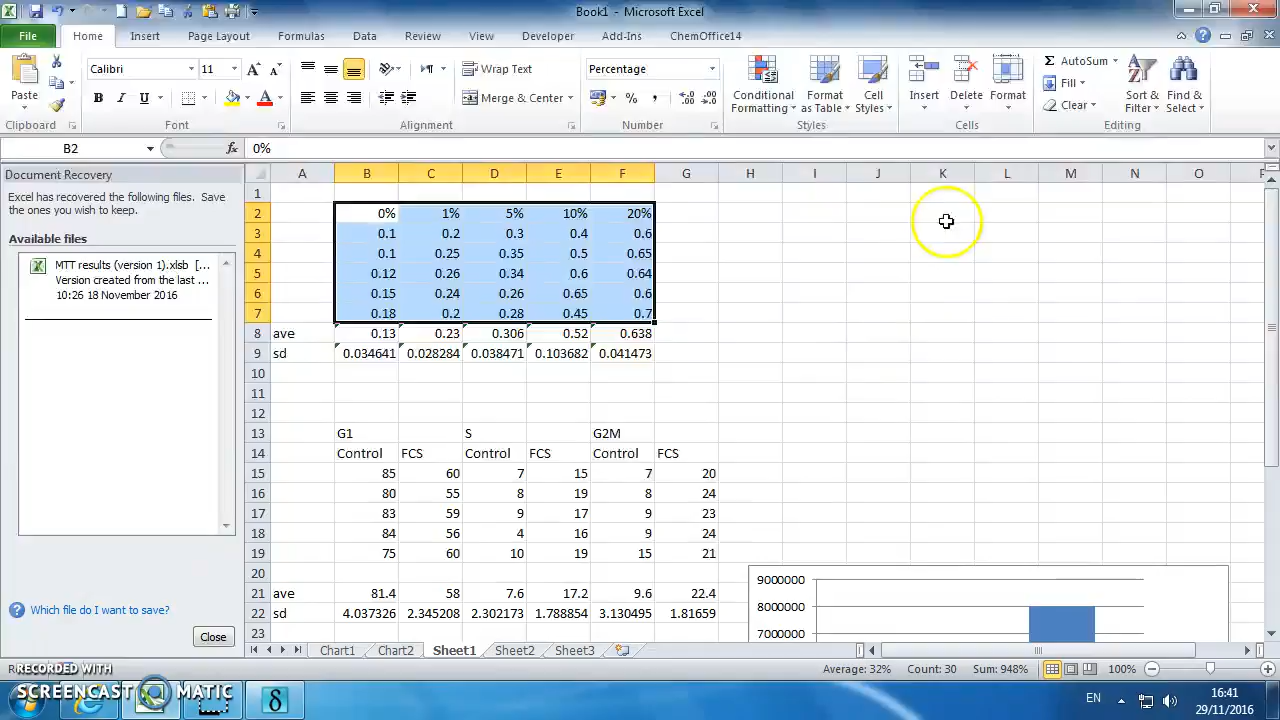 Book1 - Microsoft Excel
File Home Insert Page Layout Formulas Data Review View Developer Add-Ins ChemOffice14
Paste
Clipboard
Calibri 11
B I U
Font
Wrap Text
Merge & Center
Alignment
Percentage
%
Number
Conditional Formatting
Format as Table
Cell Styles
Styles
Insert Delete Format
Cells
AutoSum
Fill
Clear
Sort & Filter
Find & Select
Editing
B2 fx 0%
Document Recovery
Excel has recovered the following files. Save
the ones you wish to keep.
Available files
MTT results (version 1).xlsb [...
Version created from the last ...
10:26 18 November 2016
Which file do I want to save?
Close
A B C D E F G H I J K L M N O
1
2 0% 1% 5% 10% 20%
3 0.1 0.2 0.3 0.4 0.6
4 0.1 0.25 0.35 0.5 0.65
5 0.12 0.26 0.34 0.6 0.64
6 0.15 0.24 0.26 0.65 0.6
7 0.18 0.2 0.28 0.45 0.7
8 ave 0.13 0.23 0.306 0.52 0.638
9 sd 0.034641 0.028284 0.038471 0.103682 0.041473
10
11
12
13 G1 S G2M
14 Control FCS Control FCS Control FCS
15 85 60 7 15 7 20
16 80 55 8 19 8 24
17 83 59 9 17 9 23
18 84 56 4 16 9 24
19 75 60 10 19 15 21
20
21 ave 81.4 58 7.6 17.2 9.6 22.4
22 sd 4.037326 2.345208 2.302173 1.788854 3.130495 1.81659
23
9000000
8000000
7000000
Chart1 Chart2 Sheet1 Sheet2 Sheet3
Average: 32% Count: 30 Sum: 948% 100%
RECORDED WITH
SCREENCAST MATIC
EN
16:41
29/11/2016